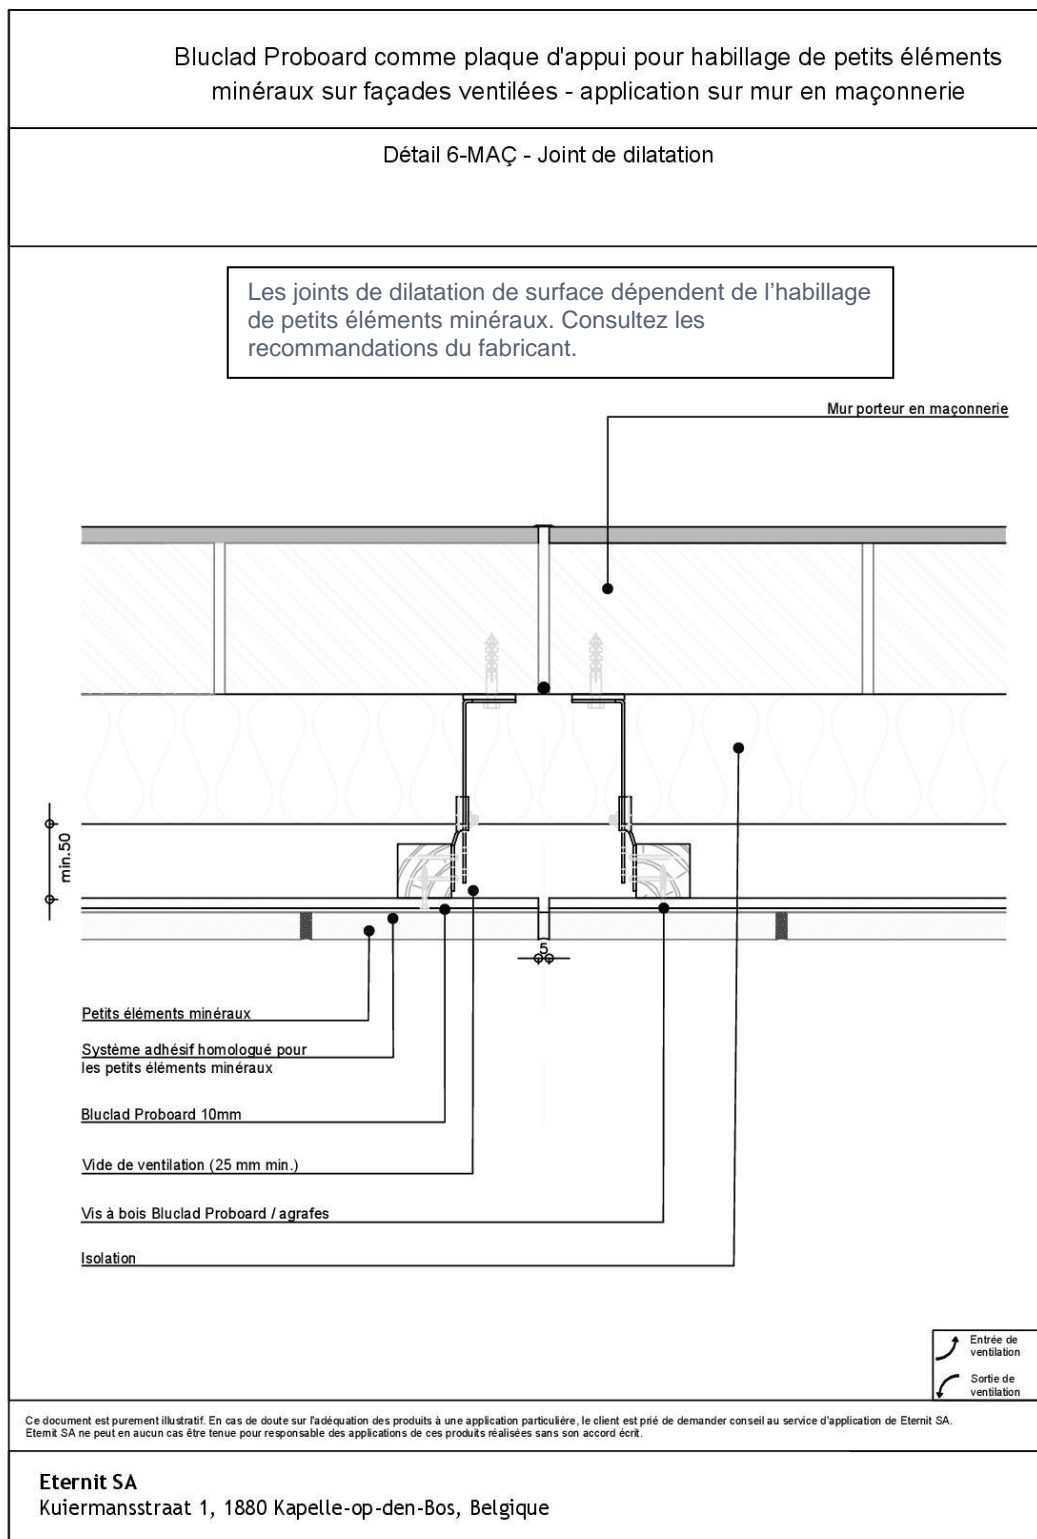 Bluclad Proboard comme plaque d'appui pour habillage de petits éléments
minéraux sur façades ventilées - application sur mur en maçonnerie
Détail 6-MAÇ - Joint de dilatation
Les joints de dilatation de surface dépendent de l’habillage
de petits éléments minéraux. Consultez les
recommandations du fabricant.
Mur porteur en maçonnerie
min.50
5
Petits éléments minéraux
Système adhésif homologué pour
les petits éléments minéraux
Bluclad Proboard 10mm
Vide de ventilation (25 mm min.)
Vis à bois Bluclad Proboard / agrafes
Isolation
Entrée de
ventilation
Sortie de
ventilation
Ce document est purement illustratif. En cas de doute sur l'adéquation des produits à une application particulière, le client est prié de demander conseil au service d'application de Eternit SA.
Eternit SA ne peut en aucun cas être tenue pour responsable des applications de ces produits réalisées sans son accord écrit.
Eternit SA
Kuiermansstraat 1, 1880 Kapelle-op-den-Bos, Belgique